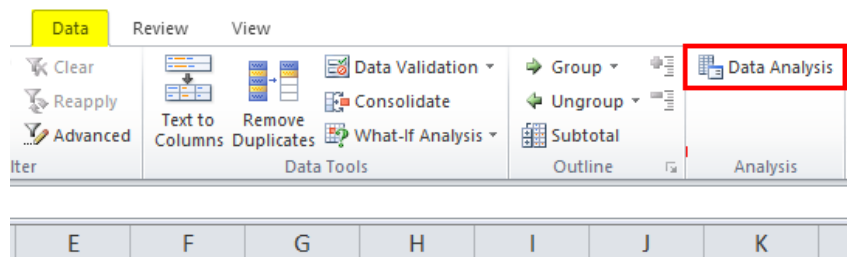 Data Review View
Clear Data Validation Group Data Analysis
Reapply Text to Columns Remove Duplicates Consolidate Ungroup
Advanced What-If Analysis Subtotal
lter Data Tools Outline Analysis
E F G H I J K